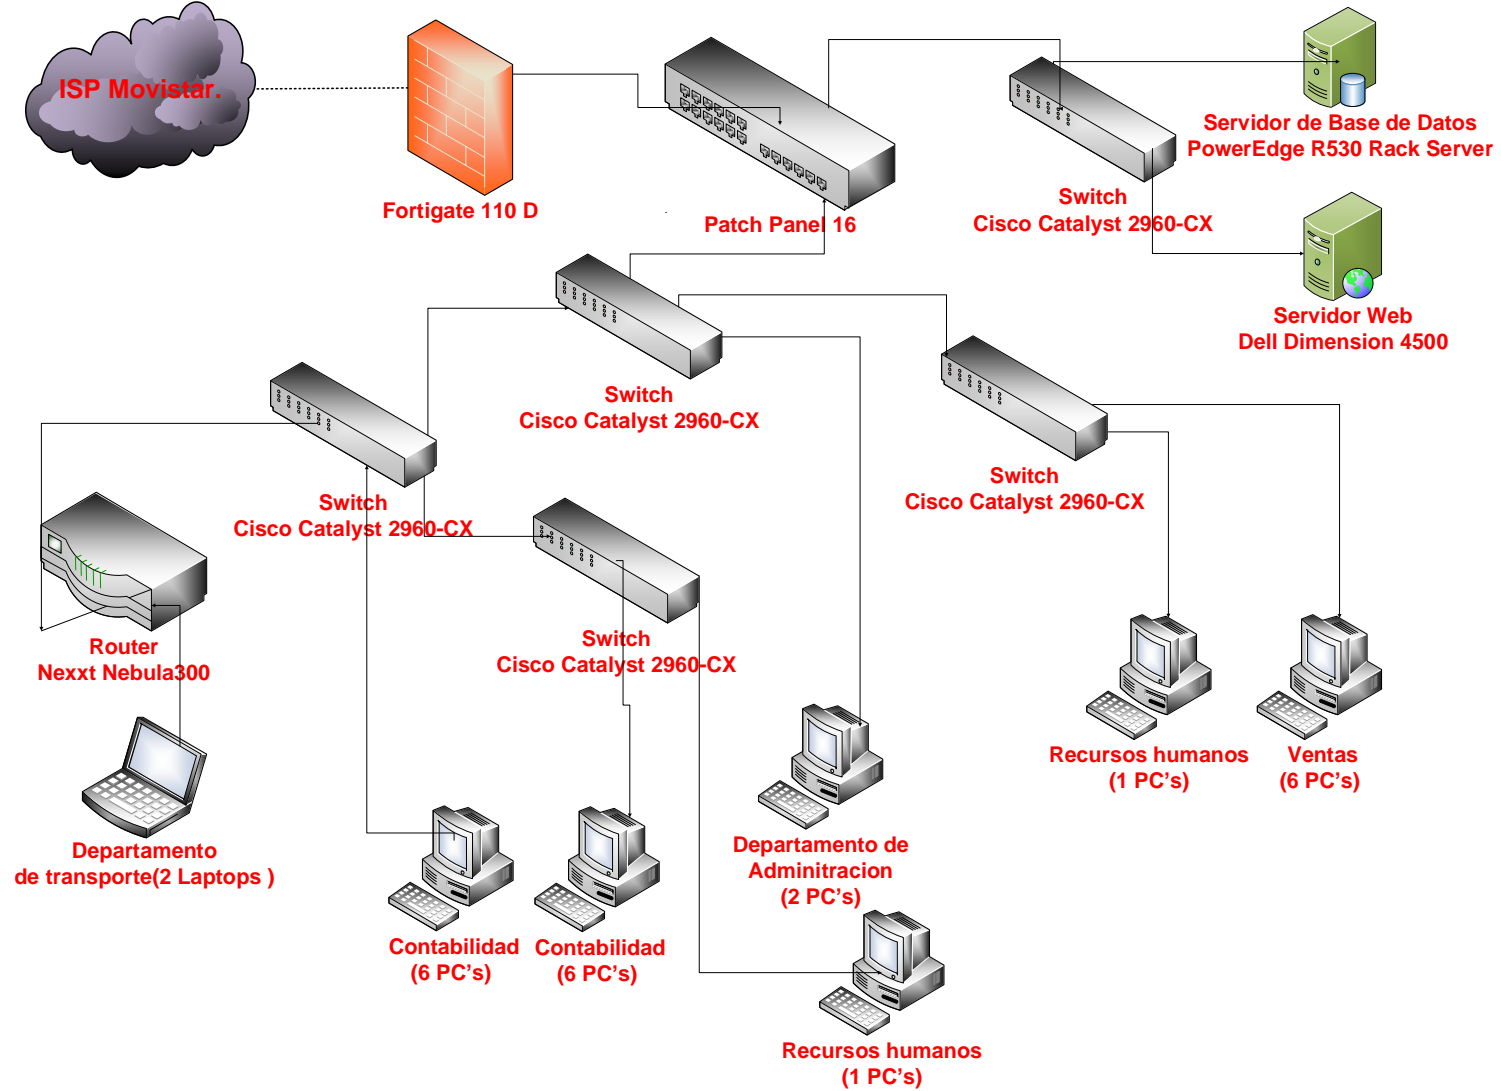 ISP Movistar.
Fortigate 110 D
Patch Panel 16
Servidor de Base de Datos
PowerEdge R530 Rack Server
Switch
Cisco Catalyst 2960-CX
Servidor Web
Dell Dimension 4500
Switch
Cisco Catalyst 2960-CX
Switch
Cisco Catalyst 2960-CX
Switch
Cisco Catalyst 2960-CX
Switch
Cisco Catalyst 2960-CX
Router
Nexxt Nebula300
Departamento
de transporte(2 Laptops )
Contabilidad
(6 PC's)
Contabilidad
(6 PC's)
Departamento de
Adminitracion
(2 PC's)
Recursos humanos
(1 PC's)
Ventas
(6 PC's)
Recursos humanos
(1 PC's)